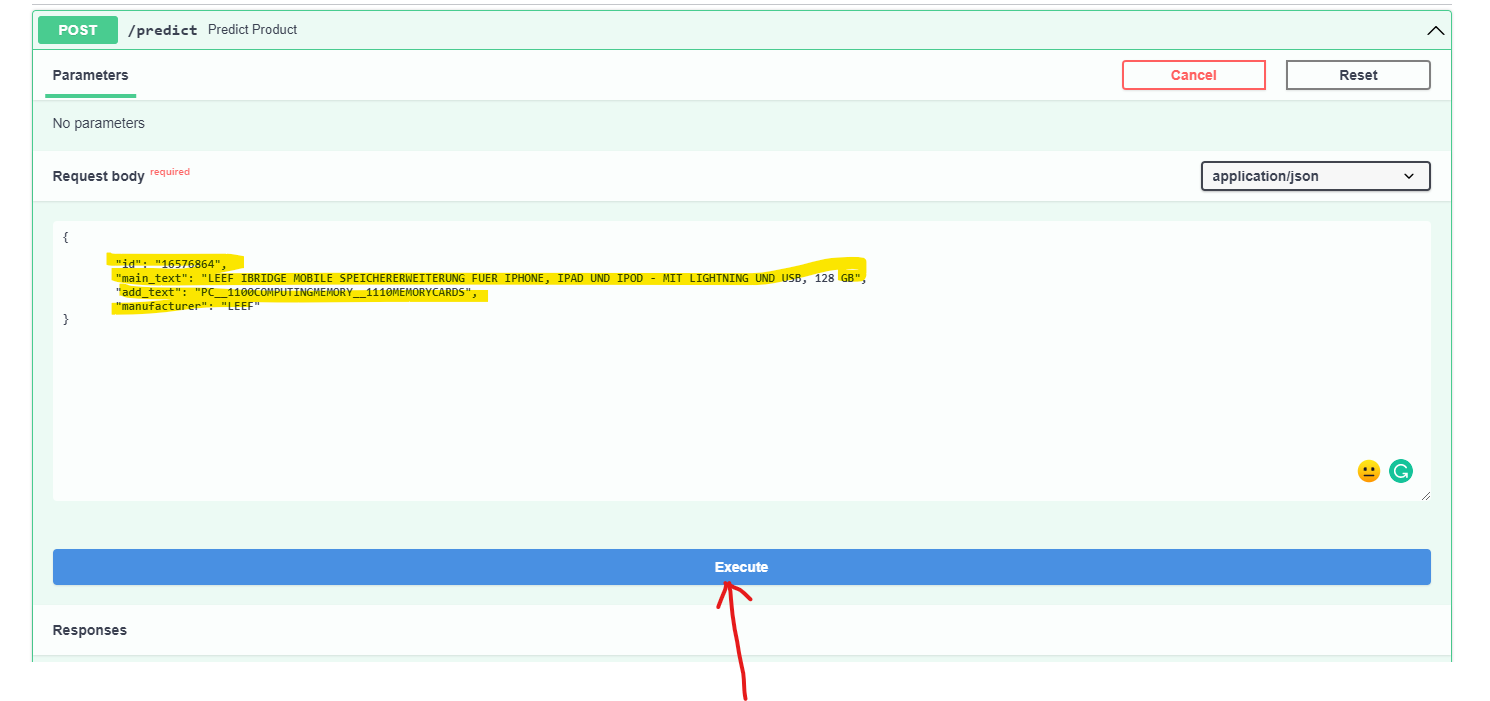 POST /predict Predict Product
Parameters
Cancel
Reset
No parameters
Request body required
application/json
{
"id": "16576864",
"main_text": "LEEF IBRIDGE MOBILE SPEICHERERWEITERUNG FUER IPHONE, IPAD UND IPOD - MIT LIGHTNING UND USB, 128 GB",
"add_text": "PC__1100COMPUTINGMEMORY__1110MEMORYCARDS",
"manufacturer": "LEEF"
}
Execute
Responses